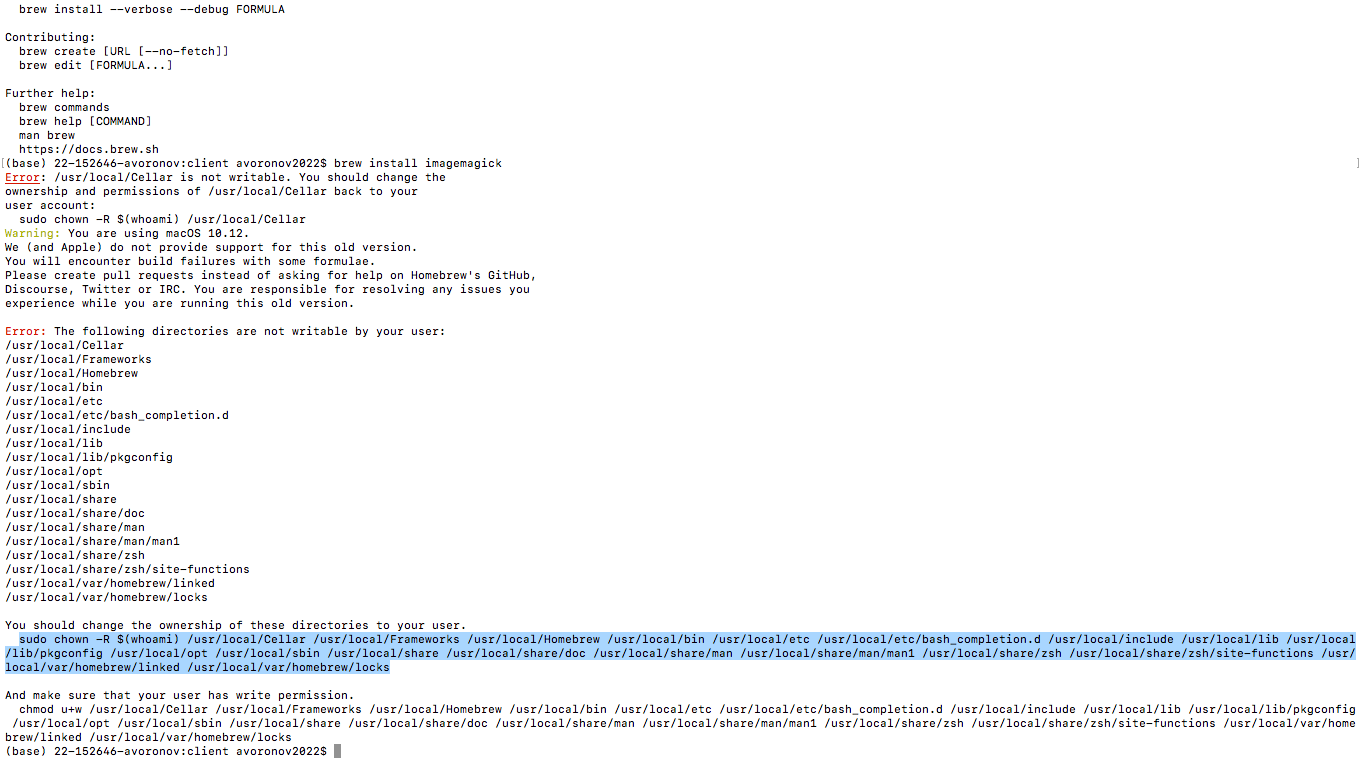 brew install --verbose --debug FORMULA
Contributing:
brew create [URL [--no-fetch]]
brew edit [FORMULA...]
Further help:
brew commands
brew help [COMMAND]
man brew
https://docs.brew.sh
[(base) 22-152646-avoronov:client avoronov2022$ brew install imagemagick ]
Error: /usr/local/Cellar is not writable. You should change the
ownership and permissions of /usr/local/Cellar back to your
user account:
sudo chown -R $(whoami) /usr/local/Cellar
Warning: You are using macOS 10.12.
We (and Apple) do not provide support for this old version.
You will encounter build failures with some formulae.
Please create pull requests instead of asking for help on Homebrew's GitHub,
Discourse, Twitter or IRC. You are responsible for resolving any issues you
experience while you are running this old version.
Error: The following directories are not writable by your user:
/usr/local/Cellar
/usr/local/Frameworks
/usr/local/Homebrew
/usr/local/bin
/usr/local/etc
/usr/local/etc/bash_completion.d
/usr/local/include
/usr/local/lib
/usr/local/lib/pkgconfig
/usr/local/opt
/usr/local/sbin
/usr/local/share
/usr/local/share/doc
/usr/local/share/man
/usr/local/share/man/man1
/usr/local/share/zsh
/usr/local/share/zsh/site-functions
/usr/local/var/homebrew/linked
/usr/local/var/homebrew/locks
You should change the ownership of these directories to your user.
sudo chown -R $(whoami) /usr/local/Cellar /usr/local/Frameworks /usr/local/Homebrew /usr/local/bin /usr/local/etc /usr/local/etc/bash_completion.d /usr/local/include /usr/local/lib /usr/local
/lib/pkgconfig /usr/local/opt /usr/local/sbin /usr/local/share /usr/local/share/doc /usr/local/share/man /usr/local/share/man/man1 /usr/local/share/zsh /usr/local/share/zsh/site-functions /usr/
local/var/homebrew/linked /usr/local/var/homebrew/locks
And make sure that your user has write permission.
chmod u+w /usr/local/Cellar /usr/local/Frameworks /usr/local/Homebrew /usr/local/bin /usr/local/etc /usr/local/etc/bash_completion.d /usr/local/include /usr/local/lib /usr/local/lib/pkgconfig
/usr/local/opt /usr/local/sbin /usr/local/share /usr/local/share/doc /usr/local/share/man /usr/local/share/man/man1 /usr/local/share/zsh /usr/local/share/zsh/site-functions /usr/local/var/home
brew/linked /usr/local/var/homebrew/locks
(base) 22-152646-avoronov:client avoronov2022$